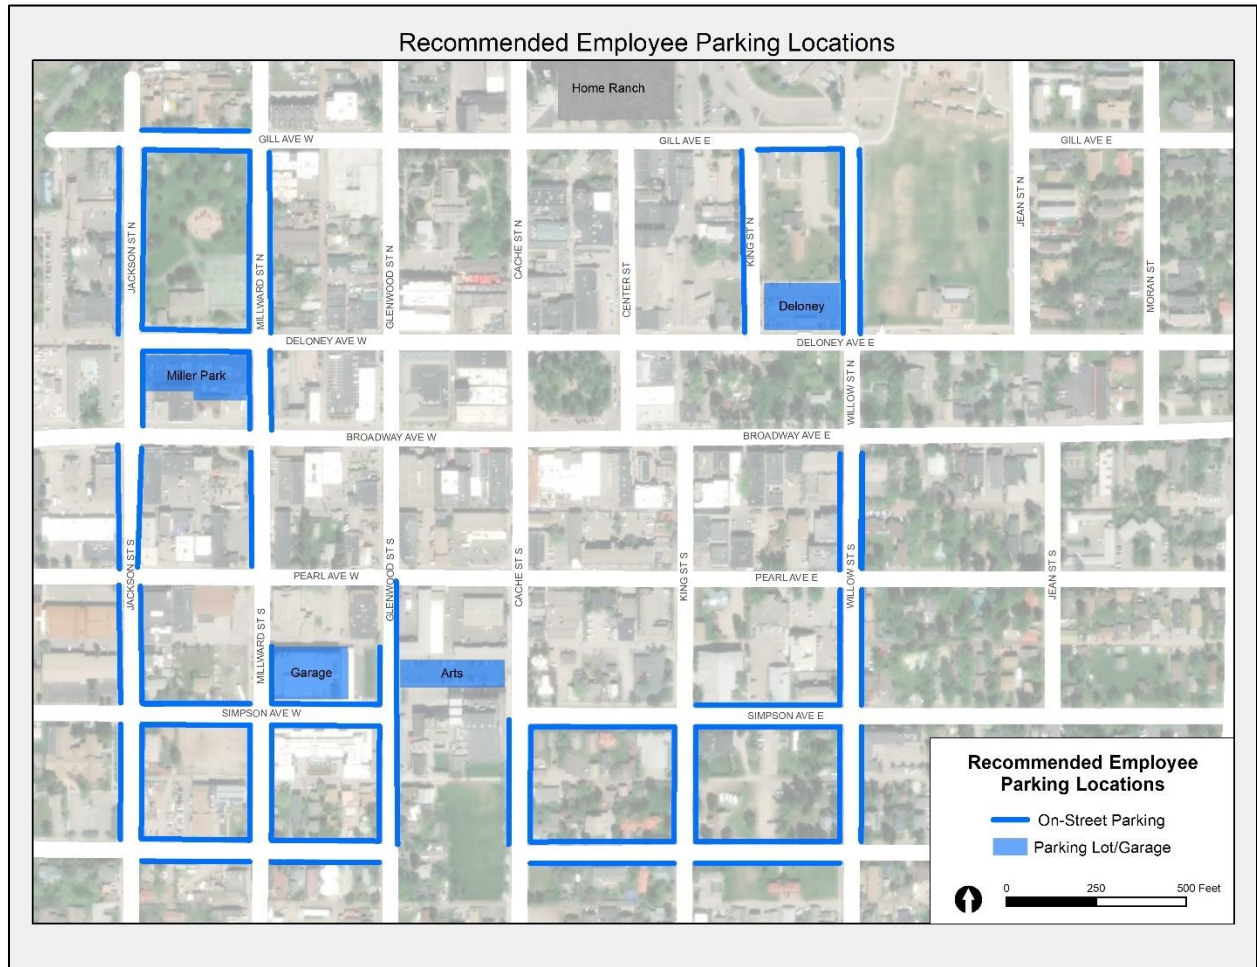 Recommended Employee Parking Locations
Home Ranch
GILL AVE W
GILL AVE E
GILL AVE E
JACKSON ST N
MILLWARD ST N
GLENWOOD ST N
CACHE ST N
CENTER ST
KING ST N
JEAN ST N
MORAN ST
Deloney
DELONEY AVE W
DELONEY AVE E
Miller Park
WILLOW ST N
BROADWAY AVE W
BROADWAY AVE E
JACKSON ST S
GLENWOOD ST S
CACHE ST S
KING ST S
WILLOW ST S
JEAN ST S
PEARL AVE W
PEARL AVE E
MILLWARD ST S
Garage
Arts
SIMPSON AVE W
SIMPSON AVE E
Recommended Employee
Parking Locations
On-Street Parking
Parking Lot/Garage
0 250 500 Feet